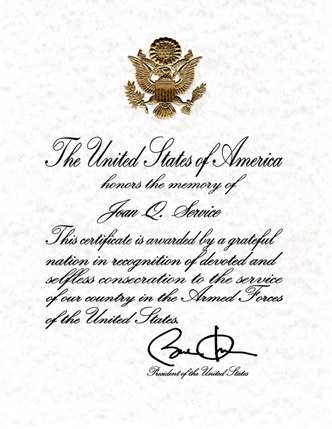 The United States of America
honors the memory of
Joan Q. Service
This certificate is awarded by a grateful
nation in recognition of devoted and
selfless consecration to the service
of our country in the Armed Forces
of the United States.
President of the United States